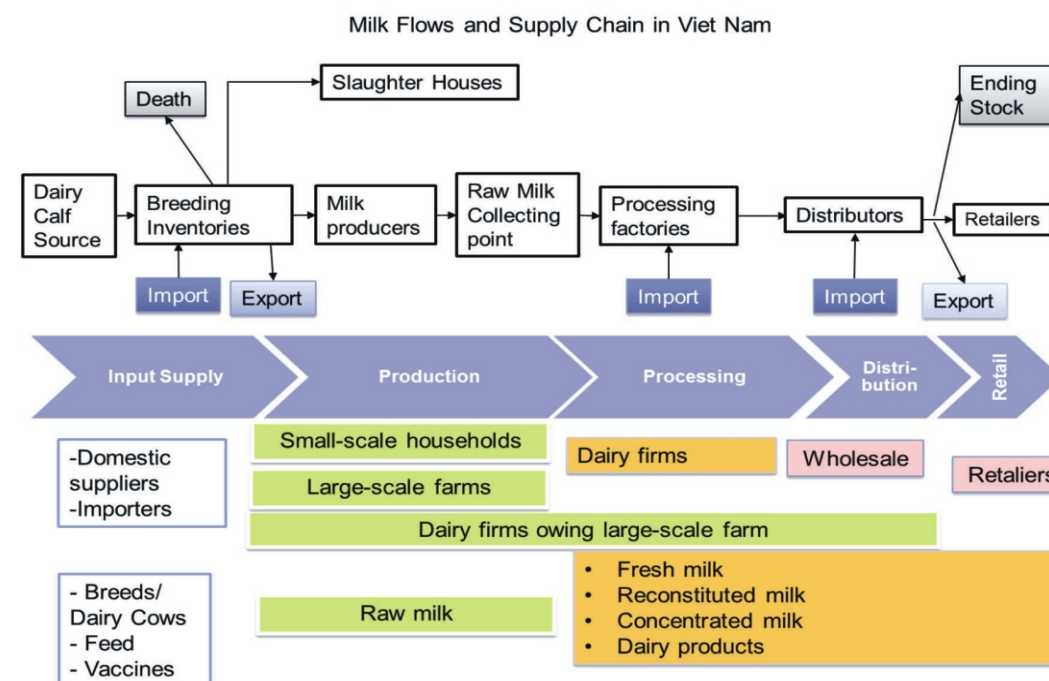 Milk Flows and Supply Chain in Viet Nam
Slaughter Houses
Ending
Stock
Death
Dairy
Calf
Source
Breeding
Inventories
Milk
producers
Raw Milk
Collecting
point
Processing
factories
Distributors
Retailers
Import
Export
Import
Import
Export
Input Supply
Production
Processing
Distri-
bution
Retail
-Domestic
suppliers
-Importers
Small-scale households
Large-scale farms
Dairy firms
Wholesale
Retaliers
Dairy firms owing large-scale farm
- Breeds/
Dairy Cows
- Feed
- Vaccines
Raw milk
• Fresh milk
• Reconstituted milk
• Concentrated milk
• Dairy products